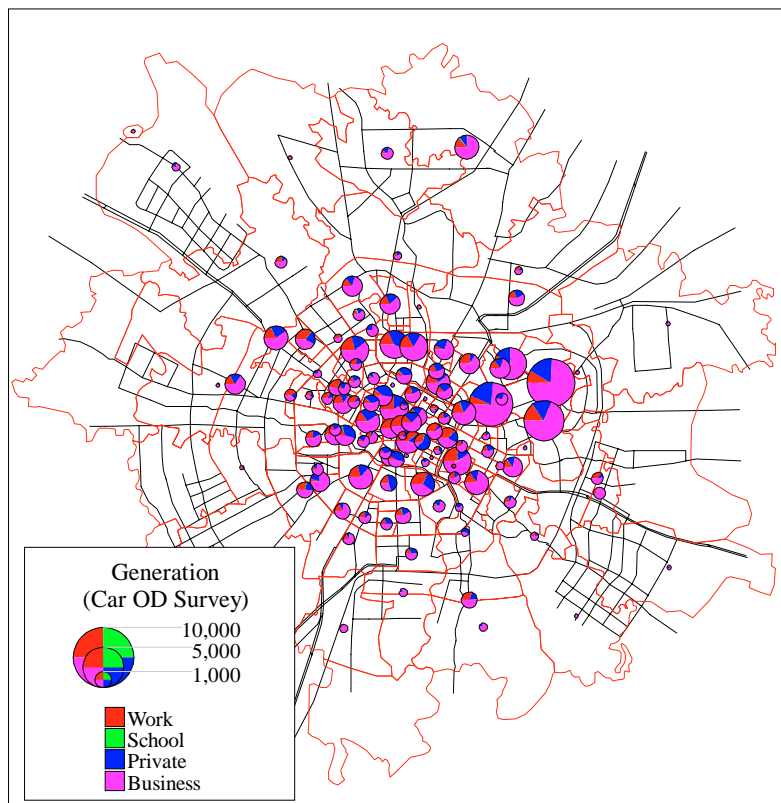 Generation
(Car OD Survey)
10,000
5,000
1,000
Work
School
Private
Business